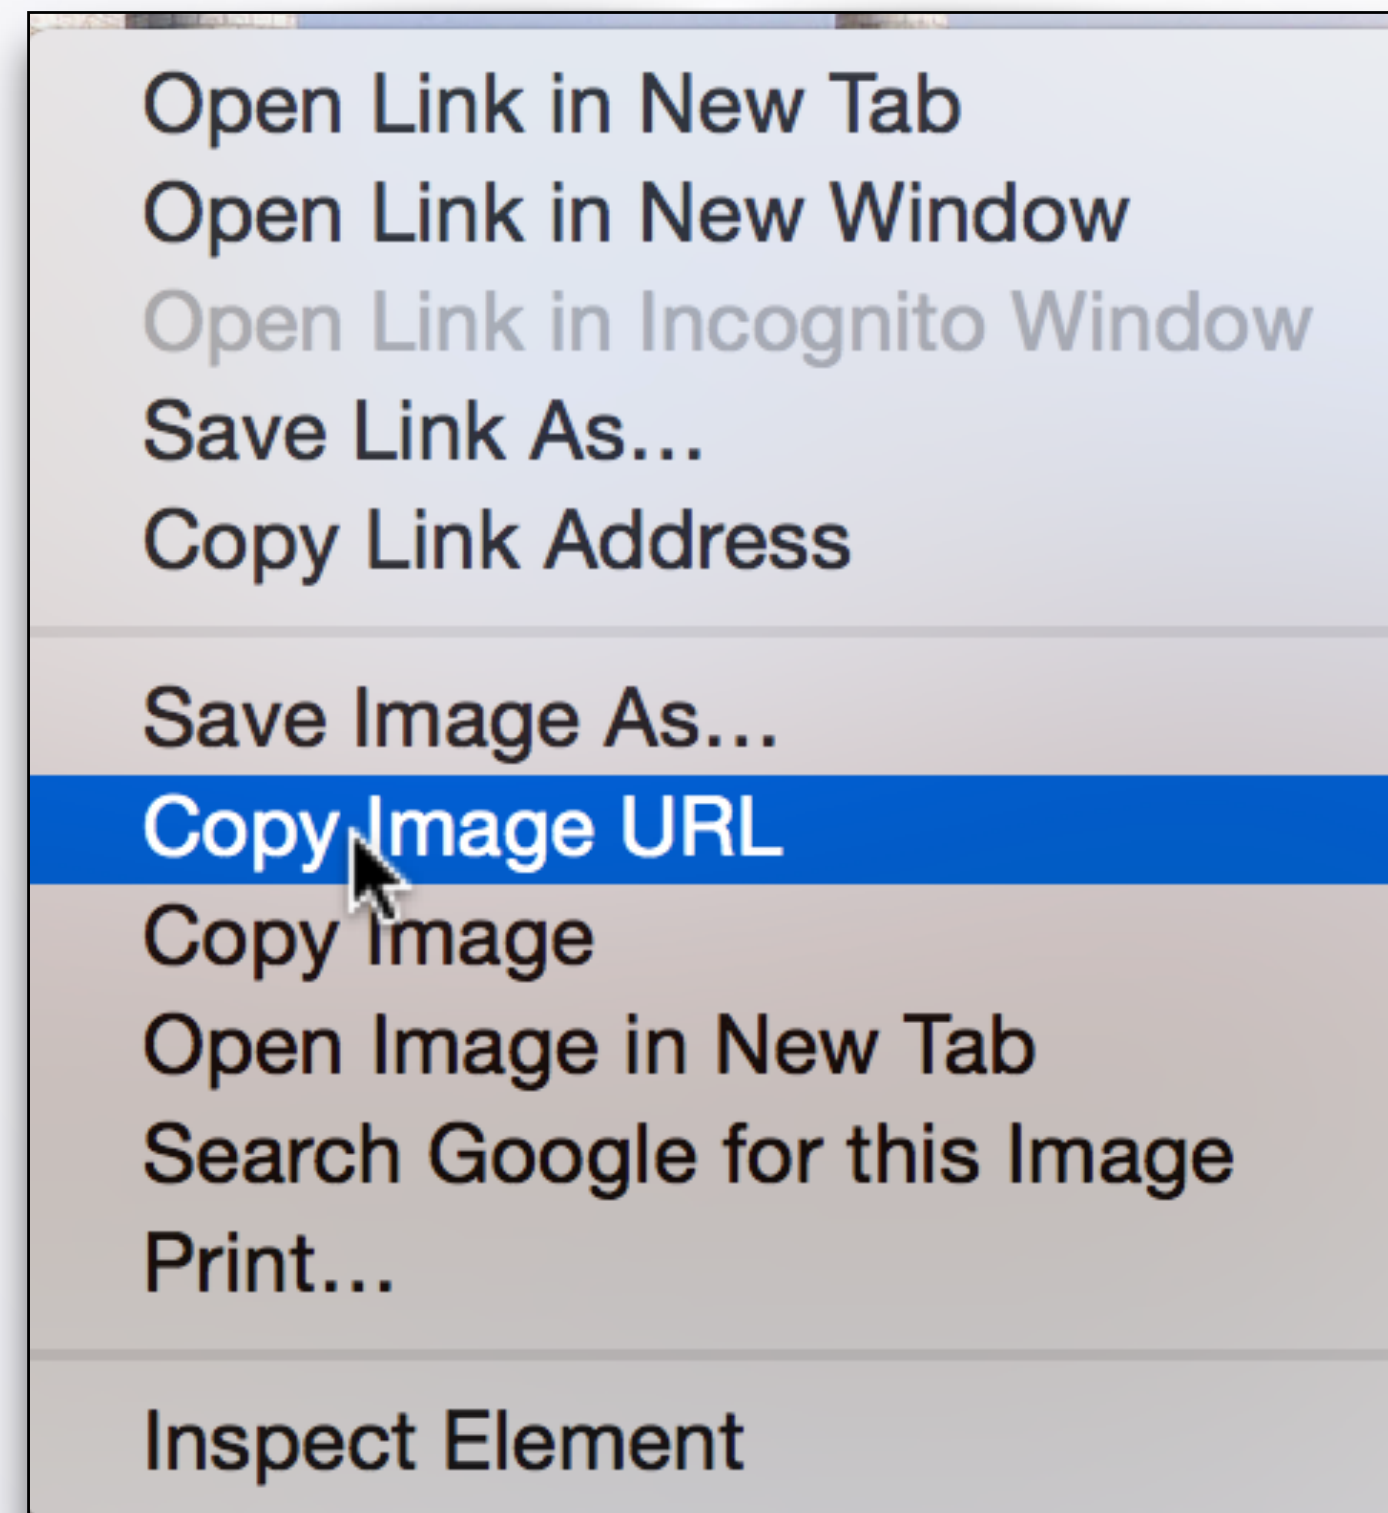 Open Link in New Tab
Open Link in New Window
Open Link in Incognito Window
Save Link As...
Copy Link Address
Save Image As...
Copy Image URL
Copy Image
Open Image in New Tab
Search Google for this Image
Print...
Inspect Element